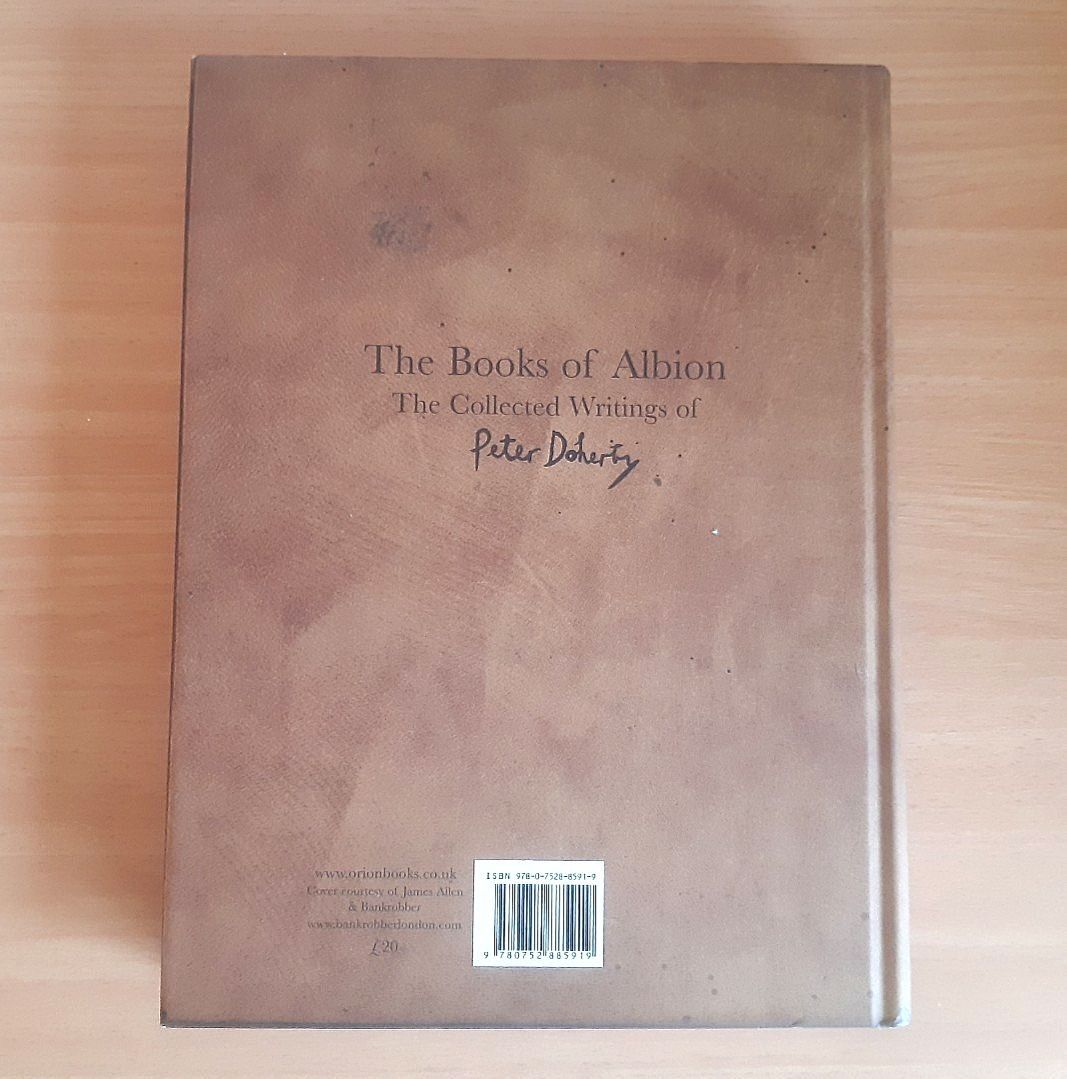 The Books of Albion
The Collected Writings of
Peter Doherty
www.orionbooks.co.uk
Cover courtesy of James Allen
& Bankrobber
www.bankrobberlondon.com
£20
ISBN 978-0-7528-8591-9
9 780752 885919